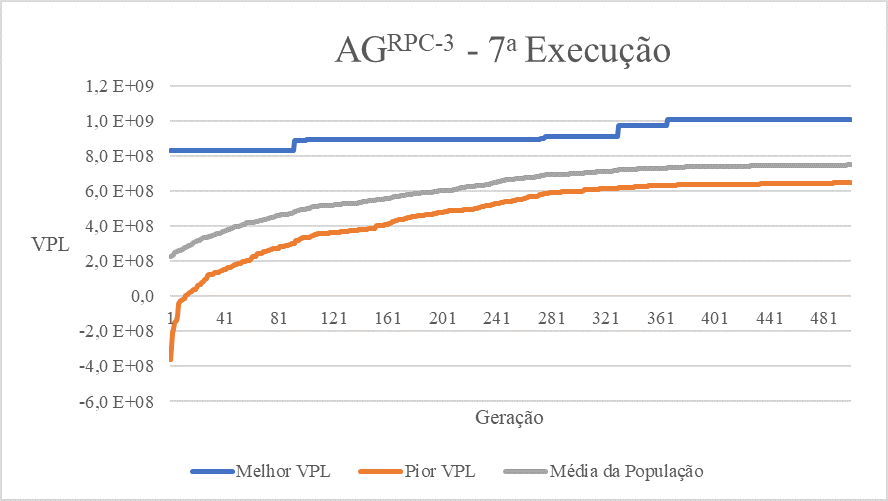 AGRPC-3 - 7ª Execução
1,2 E+09
1,0 E+09
8,0 E+08
6,0 E+08
VPL
4,0 E+08
2,0 E+08
0,0
1 41 81 121 161 201 241 281 321 361 401 441 481
-2,0 E+08
-4,0 E+08
-6,0 E+08
Geração
Melhor VPL Pior VPL Média da População